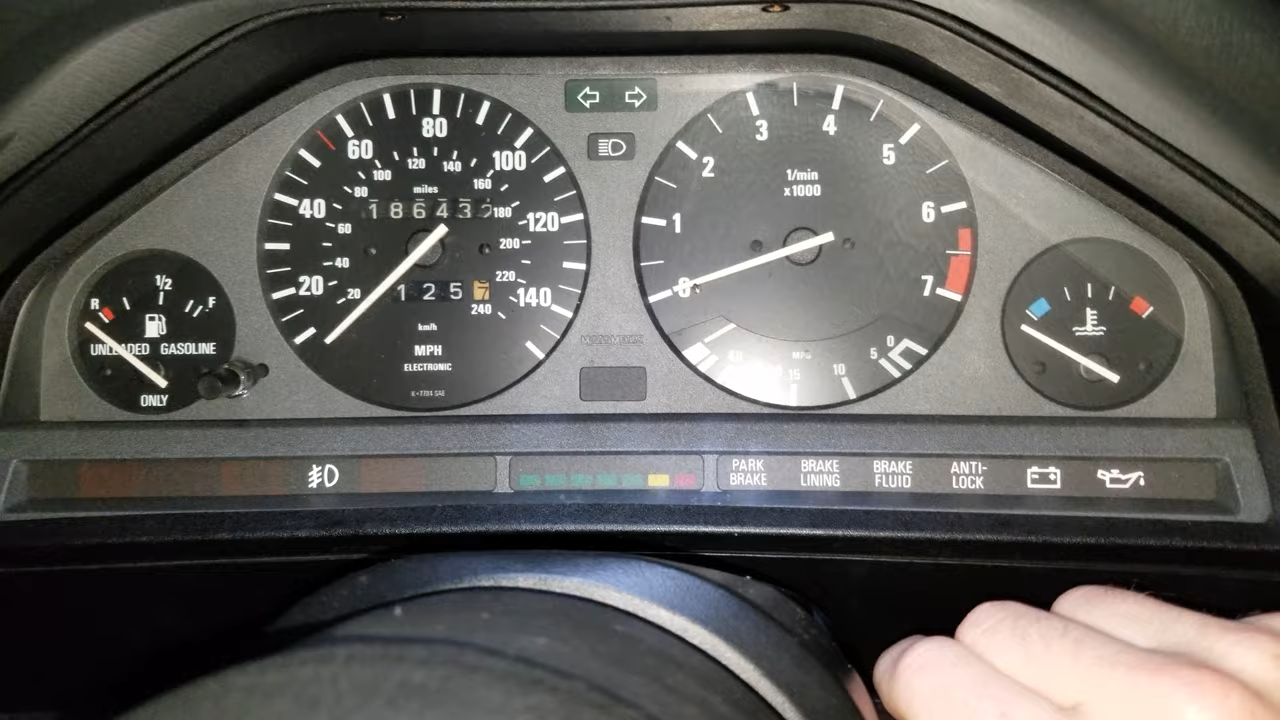 R 1/2 F
UNLEADED GASOLINE
ONLY
20 40 60 80 100 120 140
20 40 60 80 100 120 140 160 180 200 220 240
miles
186432
1257
km/h
MPH
ELECTRONIC
0 1 2 3 4 5 6 7
1/min
x1000
MPG
15 10 5 0
PARK
BRAKE
BRAKE
LINING
BRAKE
FLUID
ANTI-
LOCK